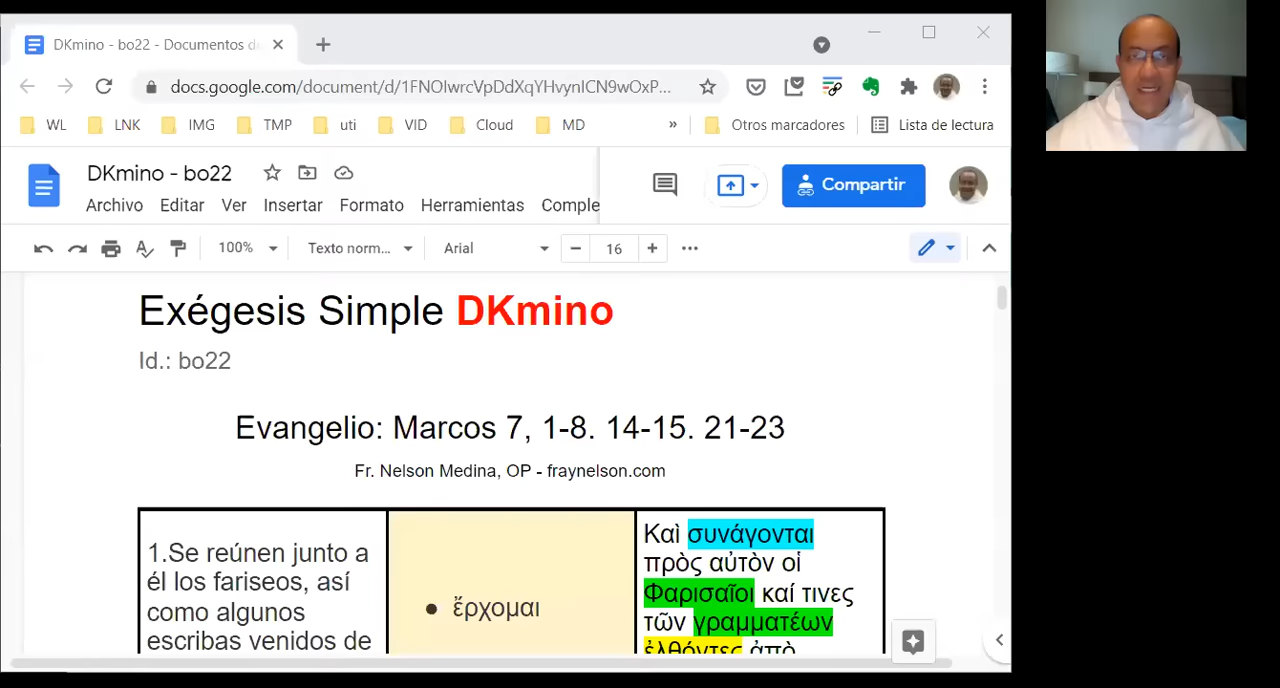 DKmino - bo22 - Documentos d
docs.google.com/document/d/1FNOIwrcVpDdXqYHvynICN9wOxP...
WL LNK IMG TMP uti VID Cloud MD » Otros marcadores Lista de lectura
DKmino - bo22
Archivo Editar Ver Insertar Formato Herramientas Comple
Compartir
100% Texto norm... Arial 16
Exégesis Simple DKmino
Id.: bo22
Evangelio: Marcos 7, 1-8. 14-15. 21-23
Fr. Nelson Medina, OP - fraynelson.com
1.Se reúnen junto a
él los fariseos, así
como algunos
escribas venidos de
● ἔρχομαι
Καὶ συνάγονται
πρὸς αὐτὸν οἱ
Φαρισαῖοι καί τινες
τῶν γραμματέων
ἐλθόντες ἀπὸ